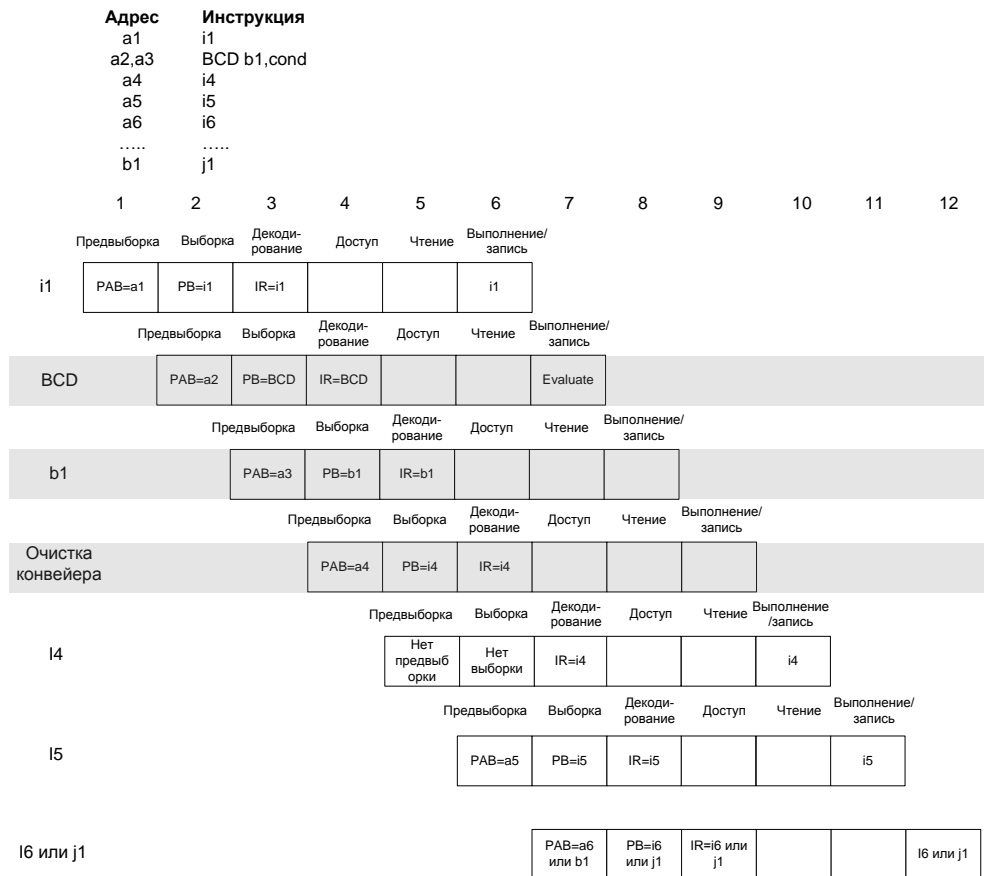 Адрес Инструкция
a1 i1
a2,a3 BCD b1,cond
a4 i4
a5 i5
a6 i6
….. …..
b1 j1
1 2 3 4 5 6 7 8 9 10 11 12
Предвыборка Выборка Декоди-рование Доступ Чтение Выполнение/запись
i1 PAB=a1 PB=i1 IR=i1 i1
Предвыборка Выборка Декоди-рование Доступ Чтение Выполнение/запись
BCD PAB=a2 PB=BCD IR=BCD Evaluate
Предвыборка Выборка Декоди-рование Доступ Чтение Выполнение/запись
b1 PAB=a3 PB=b1 IR=b1
Предвыборка Выборка Декоди-рование Доступ Чтение Выполнение/запись
Очистка конвейера PAB=a4 PB=i4 IR=i4
Предвыборка Выборка Декоди-рование Доступ Чтение Выполнение/запись
I4 Нет предвыб орки Нет выборки IR=i4 i4
Предвыборка Выборка Декоди-рование Доступ Чтение Выполнение/запись
I5 PAB=a5 PB=i5 IR=i5 i5
I6 или j1 PAB=a6 или b1 PB=i6 или j1 IR=i6 или j1 I6 или j1